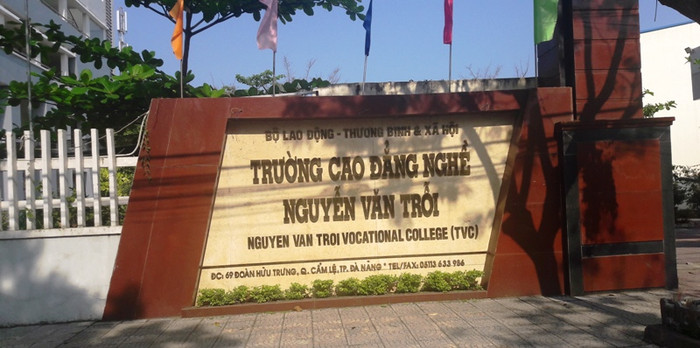 BỘ LAO ĐỘNG - THƯƠNG BINH & XÃ HỘI
TRƯỜNG CAO ĐẲNG NGHỀ
NGUYỄN VĂN TRỖI
NGUYEN VAN TROI VOCATIONAL COLLEGE (TVC)
ĐC: 69 ĐOÀN HỮU TRƯNG, Q. CẨM LỆ, TP. ĐÀ NẴNG * TEL/FAX: 05113 633 956